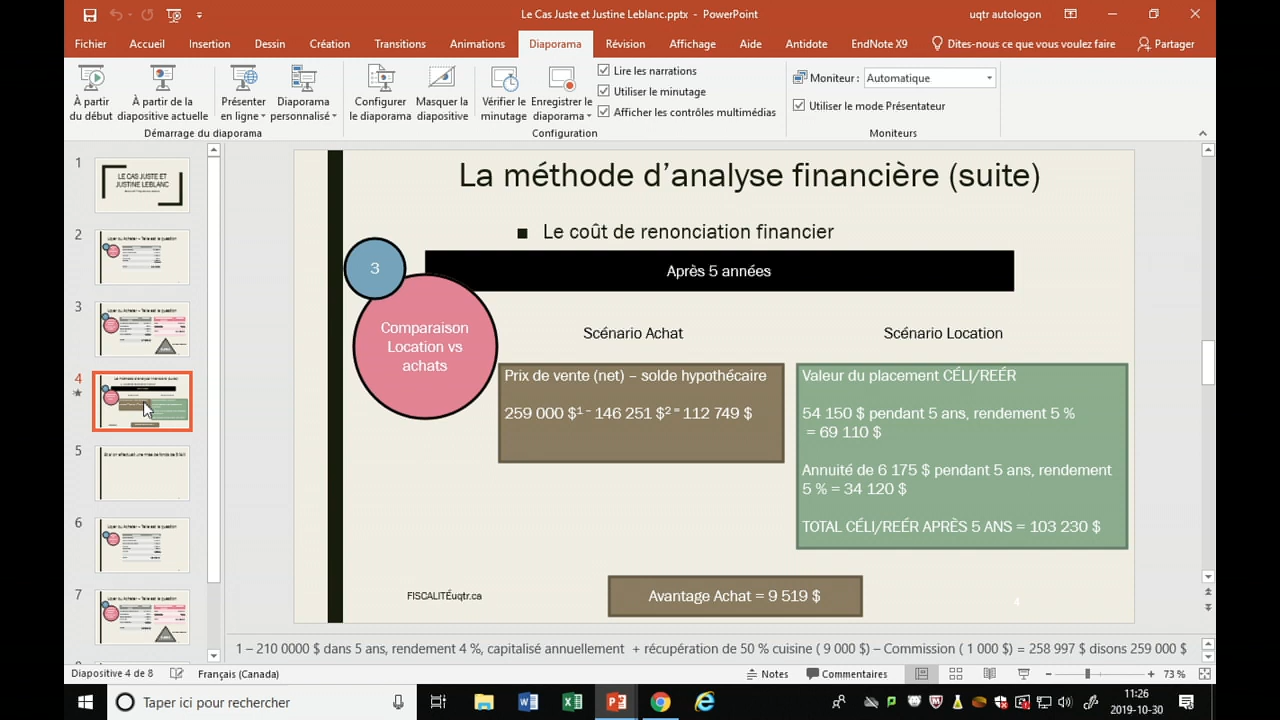 Le Cas Juste et Justine Leblanc.pptx - PowerPoint
uqtr autologon
Fichier Accueil Insertion Dessin Création Transitions Animations Diaporama Révision Affichage Aide Antidote EndNote X9 Dites-nous ce que vous voulez faire Partager
À partir du début
À partir de la diapositive actuelle
Présenter en ligne
Diaporama personnalisé
Configurer le diaporama
Masquer la diapositive
Vérifier le minutage
Enregistrer le diaporama
Lire les narrations
Utiliser le minutage
Afficher les contrôles multimédias
Moniteur : Automatique
Utiliser le mode Présentateur
Démarrage du diaporama
Configuration
Moniteurs
1
LE CAS JUSTE ET
JUSTINE LEBLANC
2
3
4
5
6
7
La méthode d'analyse financière (suite)
■ Le coût de renonciation financier
3
Après 5 années
Comparaison
Location vs
achats
Scénario Achat
Scénario Location
Prix de vente (net) – solde hypothécaire
259 000 $¹ – 146 251 $² = 112 749 $
Valeur du placement CÉLI/REÉR
54 150 $ pendant 5 ans, rendement 5 %
= 69 110 $
Annuité de 6 175 $ pendant 5 ans, rendement
5 % = 34 120 $
TOTAL CÉLI/REÉR APRÈS 5 ANS = 103 230 $
FISCALITÉuqtr.ca
Avantage Achat = 9 519 $
4
1 – 210 0000 $ dans 5 ans, rendement 4 %, capitalisé annuellement + récupération de 50 % cuisine ( 9 000 $) – Commission ( 1 000 $) = 258 997 $ disons 259 000 $
Diapositive 4 de 8
Français (Canada)
Notes
Commentaires
73 %
Taper ici pour rechercher
11:26
2019-10-30